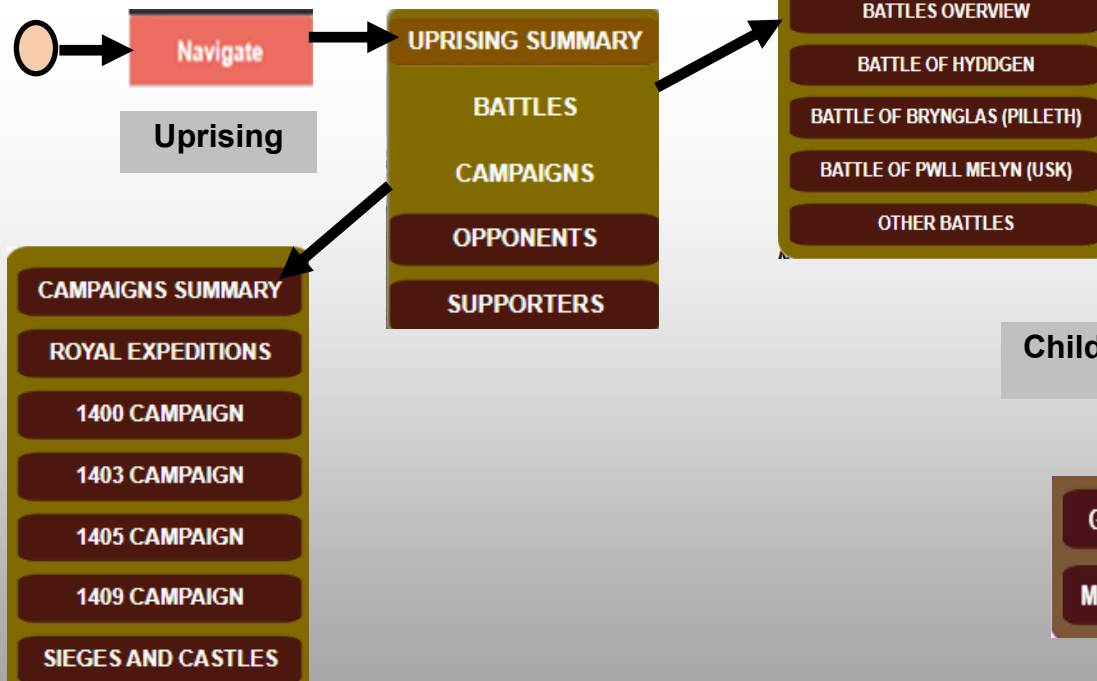 Navigate
Uprising
UPRISING SUMMARY
BATTLES
CAMPAIGNS
OPPONENTS
SUPPORTERS
BATTLES OVERVIEW
BATTLE OF HYDDGEN
BATTLE OF BRYNGLAS (PILLETH)
BATTLE OF PWLL MELYN (USK)
OTHER BATTLES
CAMPAIGNS SUMMARY
ROYAL EXPEDITIONS
1400 CAMPAIGN
1403 CAMPAIGN
1405 CAMPAIGN
1409 CAMPAIGN
SIEGES AND CASTLES
Child
G
M